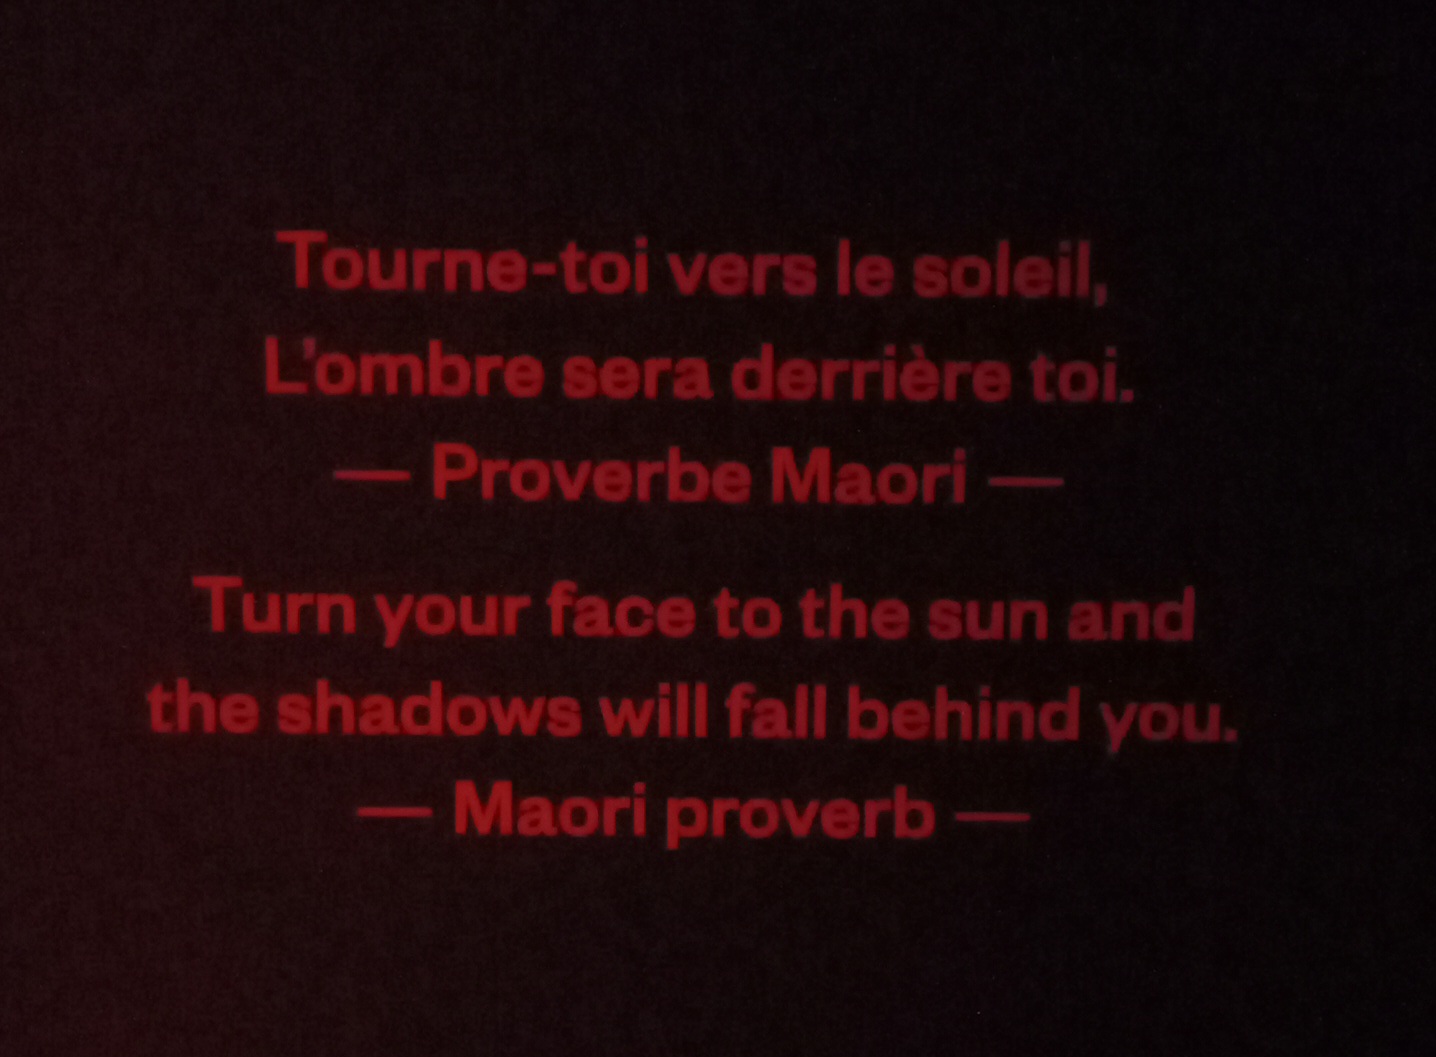 Tourne-toi vers le soleil,
L'ombre sera derrière toi.
— Proverbe Maori —
Turn your face to the sun and
the shadows will fall behind you.
— Maori proverb —